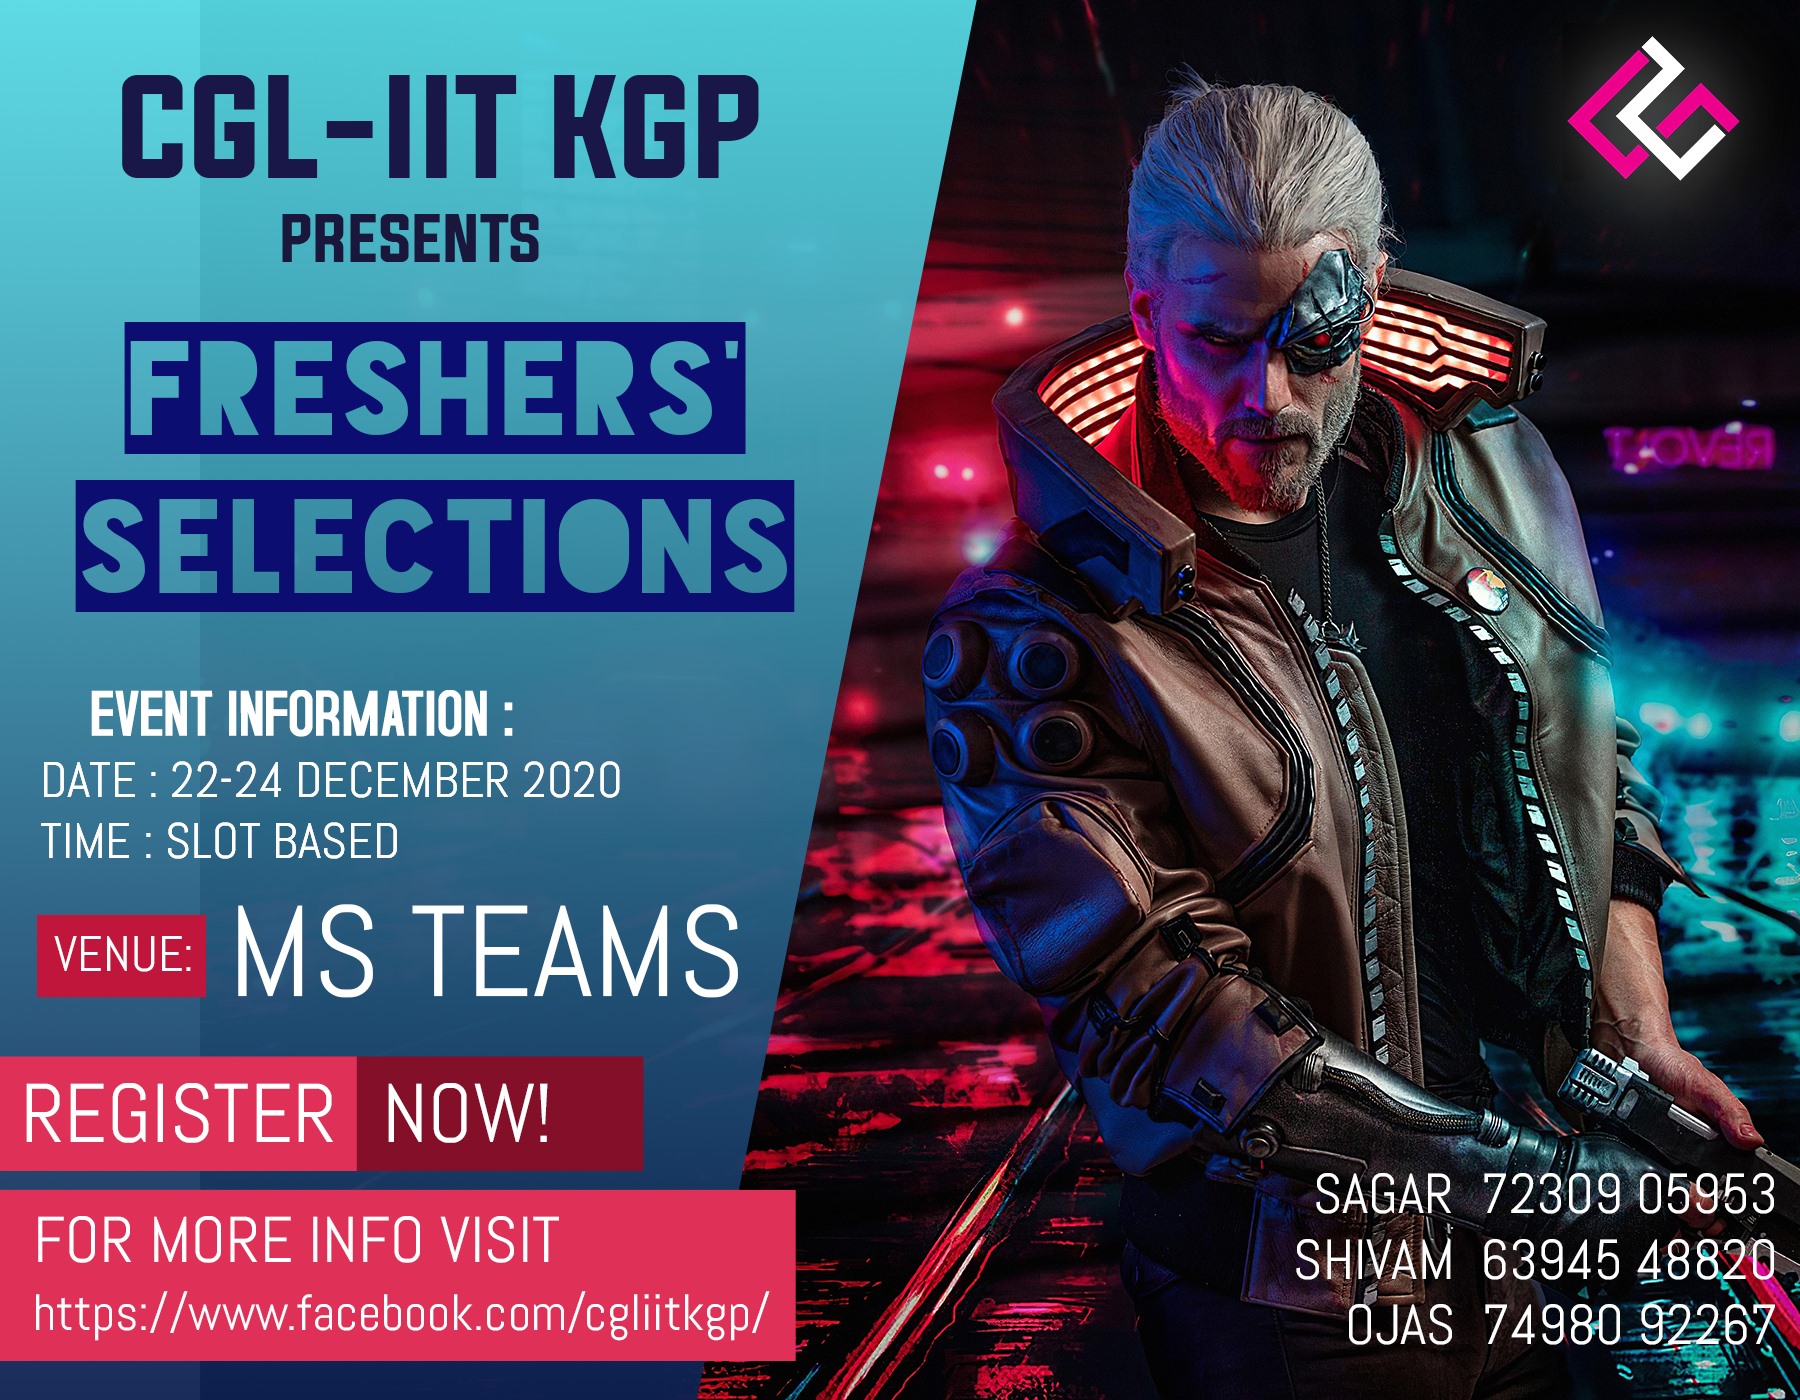 CGL-IIT KGP
PRESENTS
FRESHERS'
SELECTIONS
EVENT INFORMATION :
DATE : 22-24 DECEMBER 2020
TIME : SLOT BASED
VENUE: MS TEAMS
REGISTER NOW!
FOR MORE INFO VISIT
https://www.facebook.com/cgliitkgp/
REVOLT
SAGAR 72309 05953
SHIVAM 63945 48820
OJAS 74980 92267